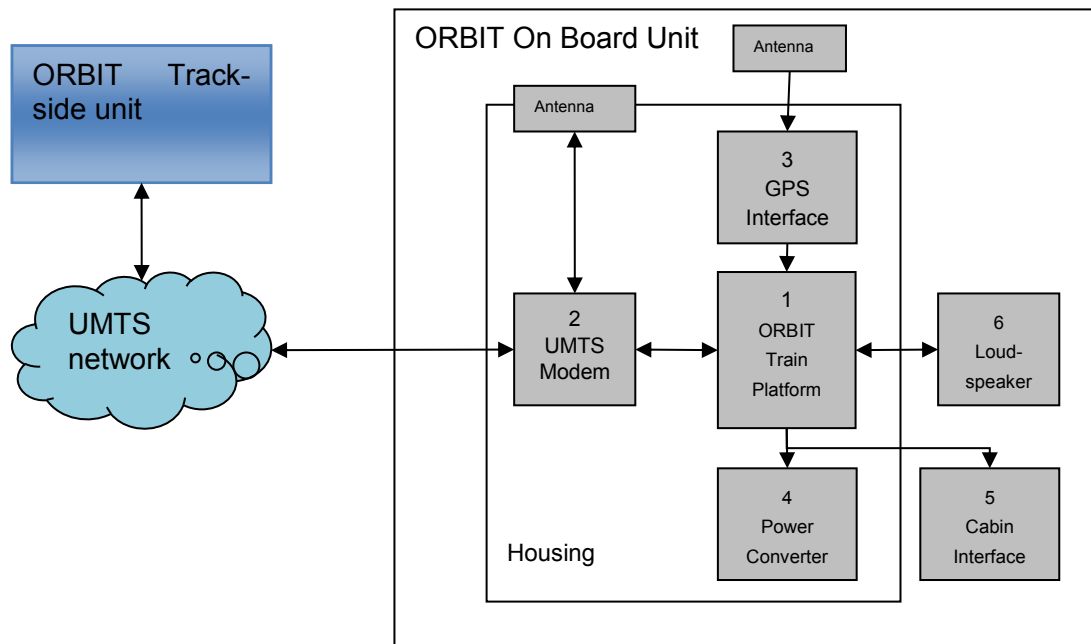 ORBIT On Board Unit
ORBIT Track-
side unit
Antenna
Antenna
3
GPS
Interface
UMTS
network
2
UMTS
Modem
1
ORBIT
Train
Platform
6
Loud-
speaker
4
Power
Converter
5
Cabin
Interface
Housing